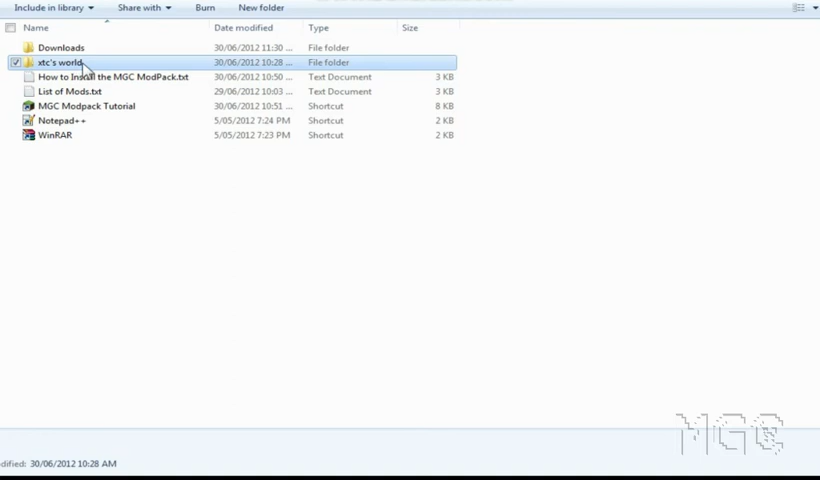 Include in library Share with Burn New folder
Name Date modified Type Size
Downloads 30/06/2012 11:30 ... File folder
xtc's world 30/06/2012 10:28 ... File folder
How to Install the MGC ModPack.txt 30/06/2012 10:50 ... Text Document 3 KB
List of Mods.txt 29/06/2012 10:03 ... Text Document 3 KB
MGC Modpack Tutorial 30/06/2012 10:51 ... Shortcut 8 KB
Notepad++ 5/05/2012 7:24 PM Shortcut 2 KB
WinRAR 5/05/2012 7:23 PM Shortcut 2 KB
MGC
dified: 30/06/2012 10:28 AM